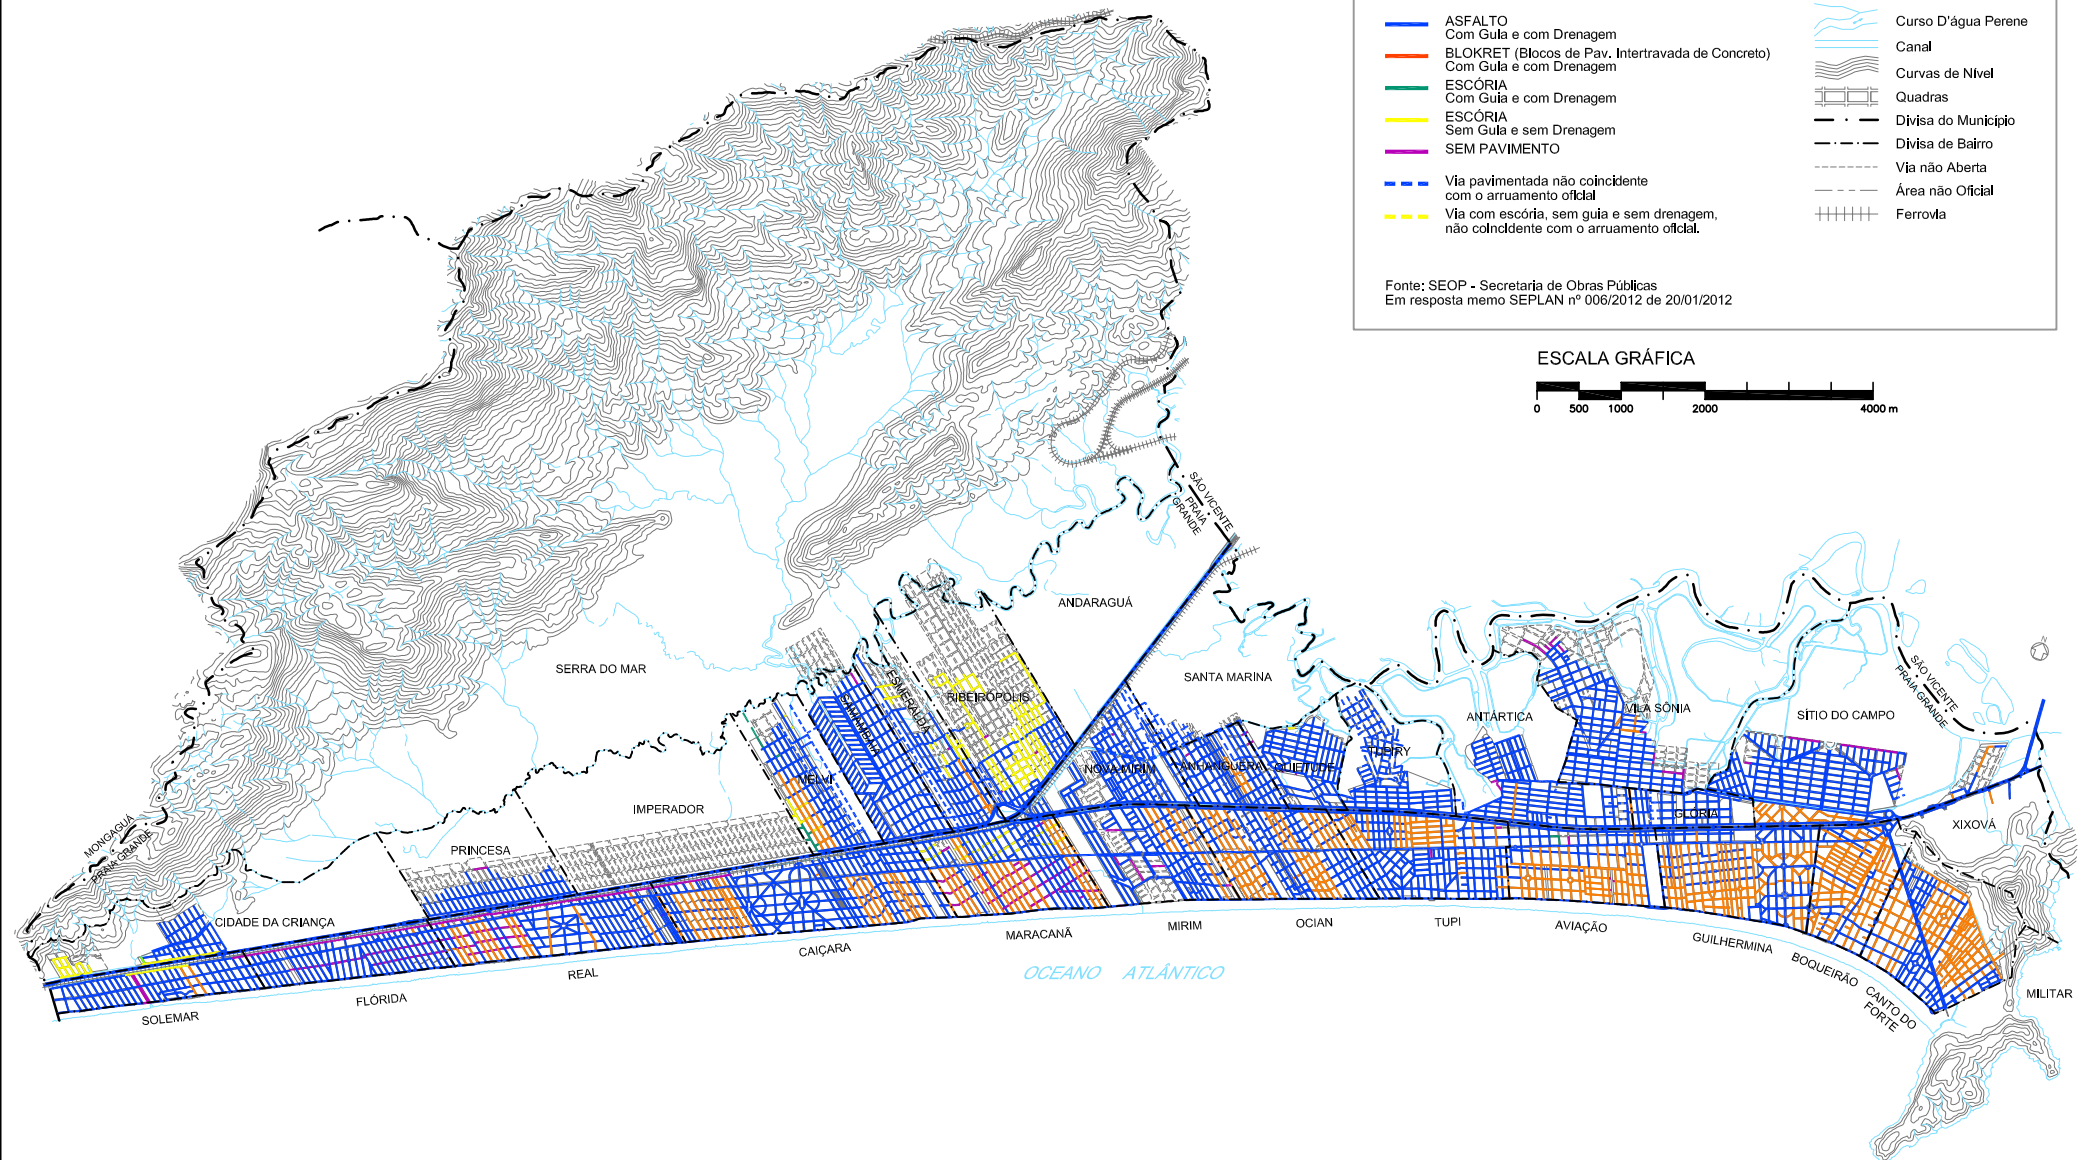 ASFALTO
Com Guia e com Drenagem
BLOKRET (Blocos de Pav. Intertravada de Concreto)
Com Guia e com Drenagem
ESCÓRIA
Com Guia e com Drenagem
ESCÓRIA
Sem Guia e sem Drenagem
SEM PAVIMENTO
Via pavimentada não coincidente
com o arruamento oficial
Via com escória, sem guia e sem drenagem,
não coincidente com o arruamento oficial.
Curso D'água Perene
Canal
Curvas de Nível
Quadras
Divisa do Município
Divisa de Bairro
Via não Aberta
Área não Oficial
Ferrovia
Fonte: SEOP - Secretaria de Obras Públicas
Em resposta memo SEPLAN nº 006/2012 de 20/01/2012
ESCALA GRÁFICA
0 500 1000 2000 4000 m
SÃO VICENTE
PRAIA
GRANDE
ANDARAGUÁ
SERRA DO MAR
SANTA MARINA
RIBEIRÓPOLIS
ESMERALDA
SAMAMBAIA
MELVI
NOVA MIRIM
ANHANGUERA
QUIETUDE
TUPIRY
ANTÁRTICA
VILA SÔNIA
SÍTIO DO CAMPO
SÃO VICENTE
PRAIA GRANDE
N
GLÓRIA
XIXOVÁ
IMPERADOR
PRINCESA
MONGAGUÁ
PRAIA GRANDE
CIDADE DA CRIANÇA
SOLEMAR
FLÓRIDA
REAL
CAIÇARA
MARACANÃ
MIRIM
OCIAN
TUPI
AVIAÇÃO
GUILHERMINA
BOQUEIRÃO
CANTO DO
FORTE
MILITAR
OCEANO ATLÂNTICO